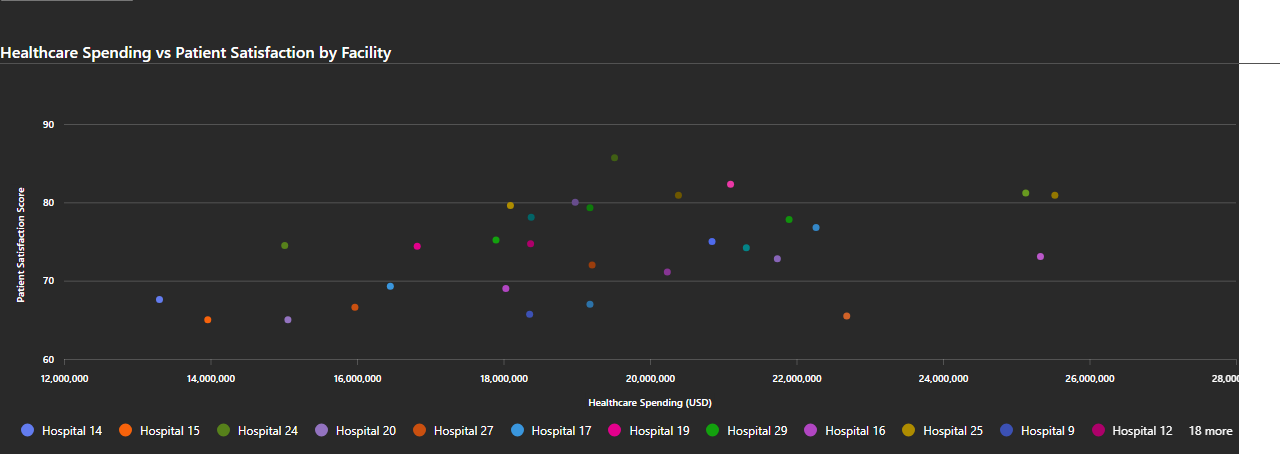 Healthcare Spending vs Patient Satisfaction by Facility
Patient Satisfaction Score
90
80
70
60
12,000,000 14,000,000 16,000,000 18,000,000 20,000,000 22,000,000 24,000,000 26,000,000 28,000
Healthcare Spending (USD)
Hospital 14 Hospital 15 Hospital 24 Hospital 20 Hospital 27 Hospital 17 Hospital 19 Hospital 29 Hospital 16 Hospital 25 Hospital 9 Hospital 12 18 more